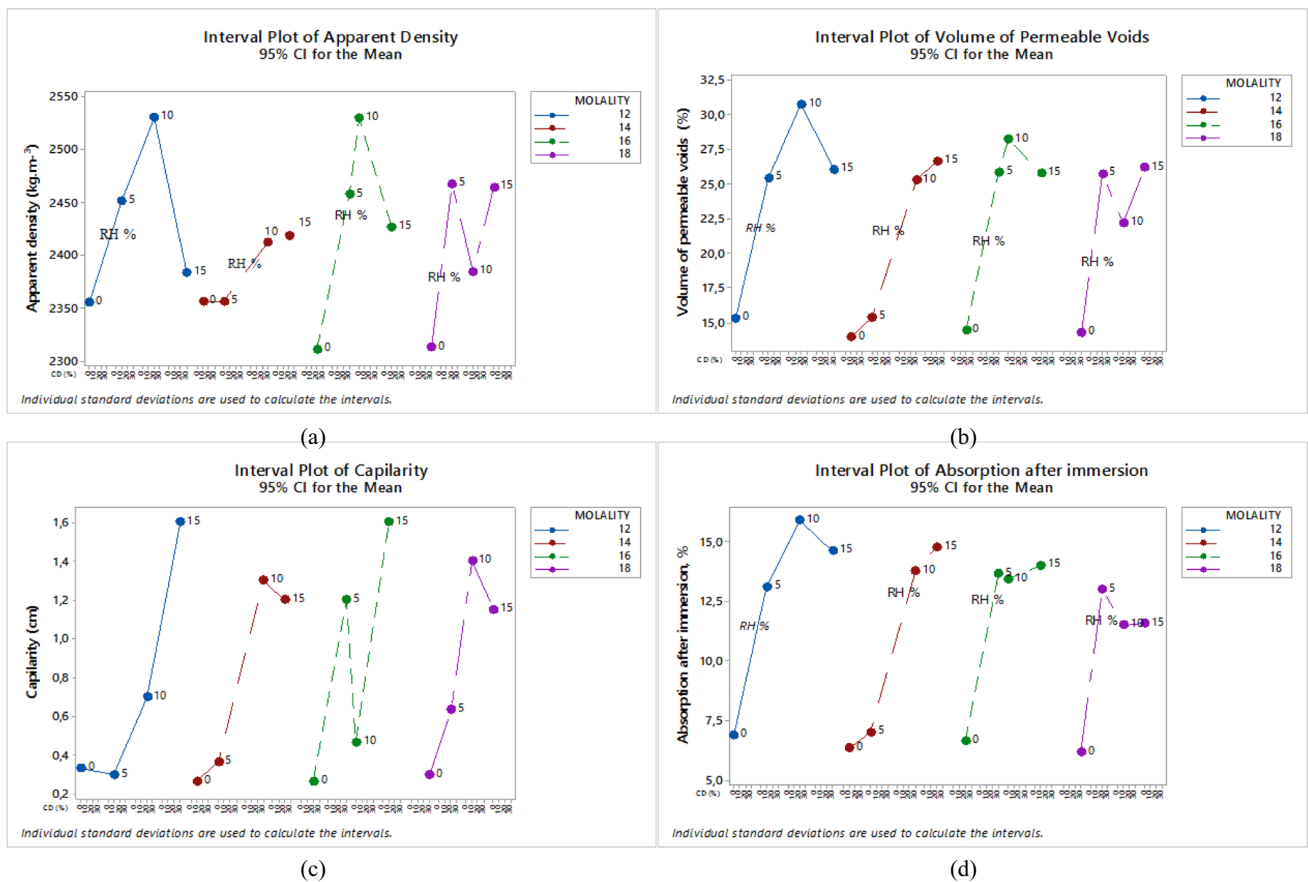 Interval Plot of Apparent Density
95% CI for the Mean
Apparent density (kg.m-3)
2550
2500
2450
2400
2350
2300
MOLALITY
12
14
16
18
10
5
RH %
15
0
0
5
RH %
10
15
10
5
RH %
15
0
5
15
10
RH %
0
CD (%)
Individual standard deviations are used to calculate the intervals.
(a)
Interval Plot of Volume of Permeable Voids
95% CI for the Mean
Volume of permeable voids (%)
32,5
30,0
27,5
25,0
22,5
20,0
17,5
15,0
MOLALITY
12
14
16
18
10
5
15
RH %
0
15
10
RH %
5
0
10
5
15
RH %
0
5
15
10
RH %
0
CD (%)
Individual standard deviations are used to calculate the intervals.
(b)
Interval Plot of Capilarity
95% CI for the Mean
Capilarity (cm)
1,6
1,4
1,2
1,0
0,8
0,6
0,4
0,2
MOLALITY
12
14
16
18
15
10
0
5
10
15
5
0
15
5
10
0
10
15
5
0
CD (%)
Individual standard deviations are used to calculate the intervals.
(c)
Interval Plot of Absorption after immersion
95% CI for the Mean
Absorption after immersion, %
15,0
12,5
10,0
7,5
5,0
MOLALITY
12
14
16
18
10
15
5
RH %
0
15
10
RH %
5
0
5
10
15
RH %
0
5
RH %
10
15
0
CD (%)
Individual standard deviations are used to calculate the intervals.
(d)